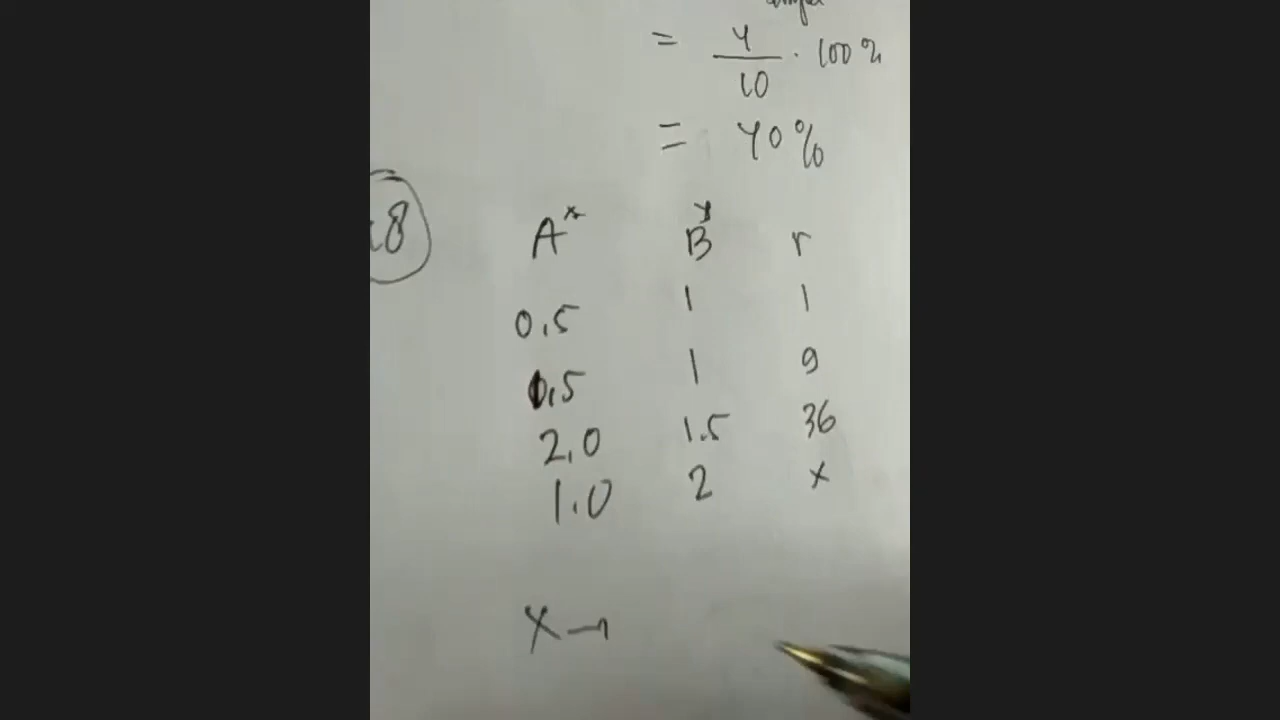 = 4/10 · 100%
= 40%
8
A^x B^y r
0,5 1 1
1,5 1 9
2,0 1.5 36
1.0 2 x
X →